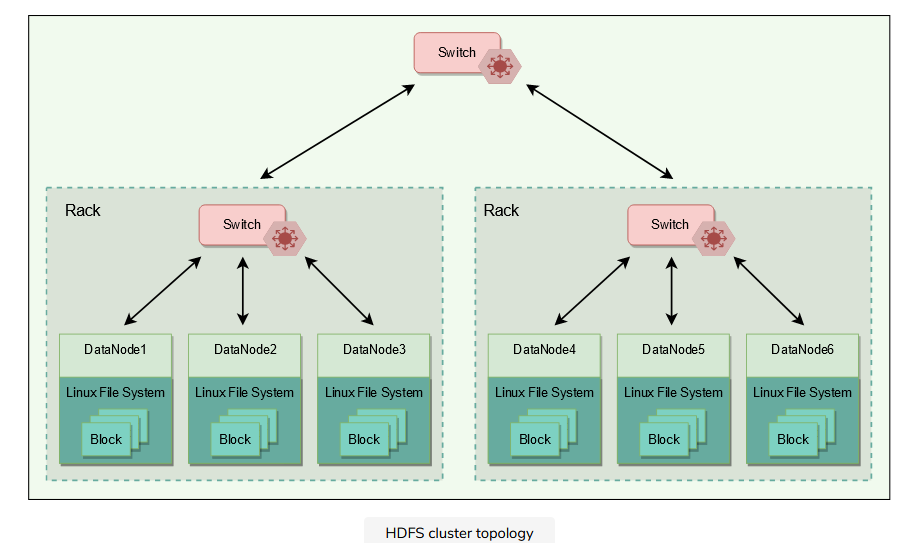 Switch
Rack
Switch
DataNode1
DataNode2
DataNode3
Linux File System
Linux File System
Linux File System
Block
Block
Block
Rack
Switch
DataNode4
DataNode5
DataNode6
Linux File System
Linux File System
Linux File System
Block
Block
Block
HDFS cluster topology